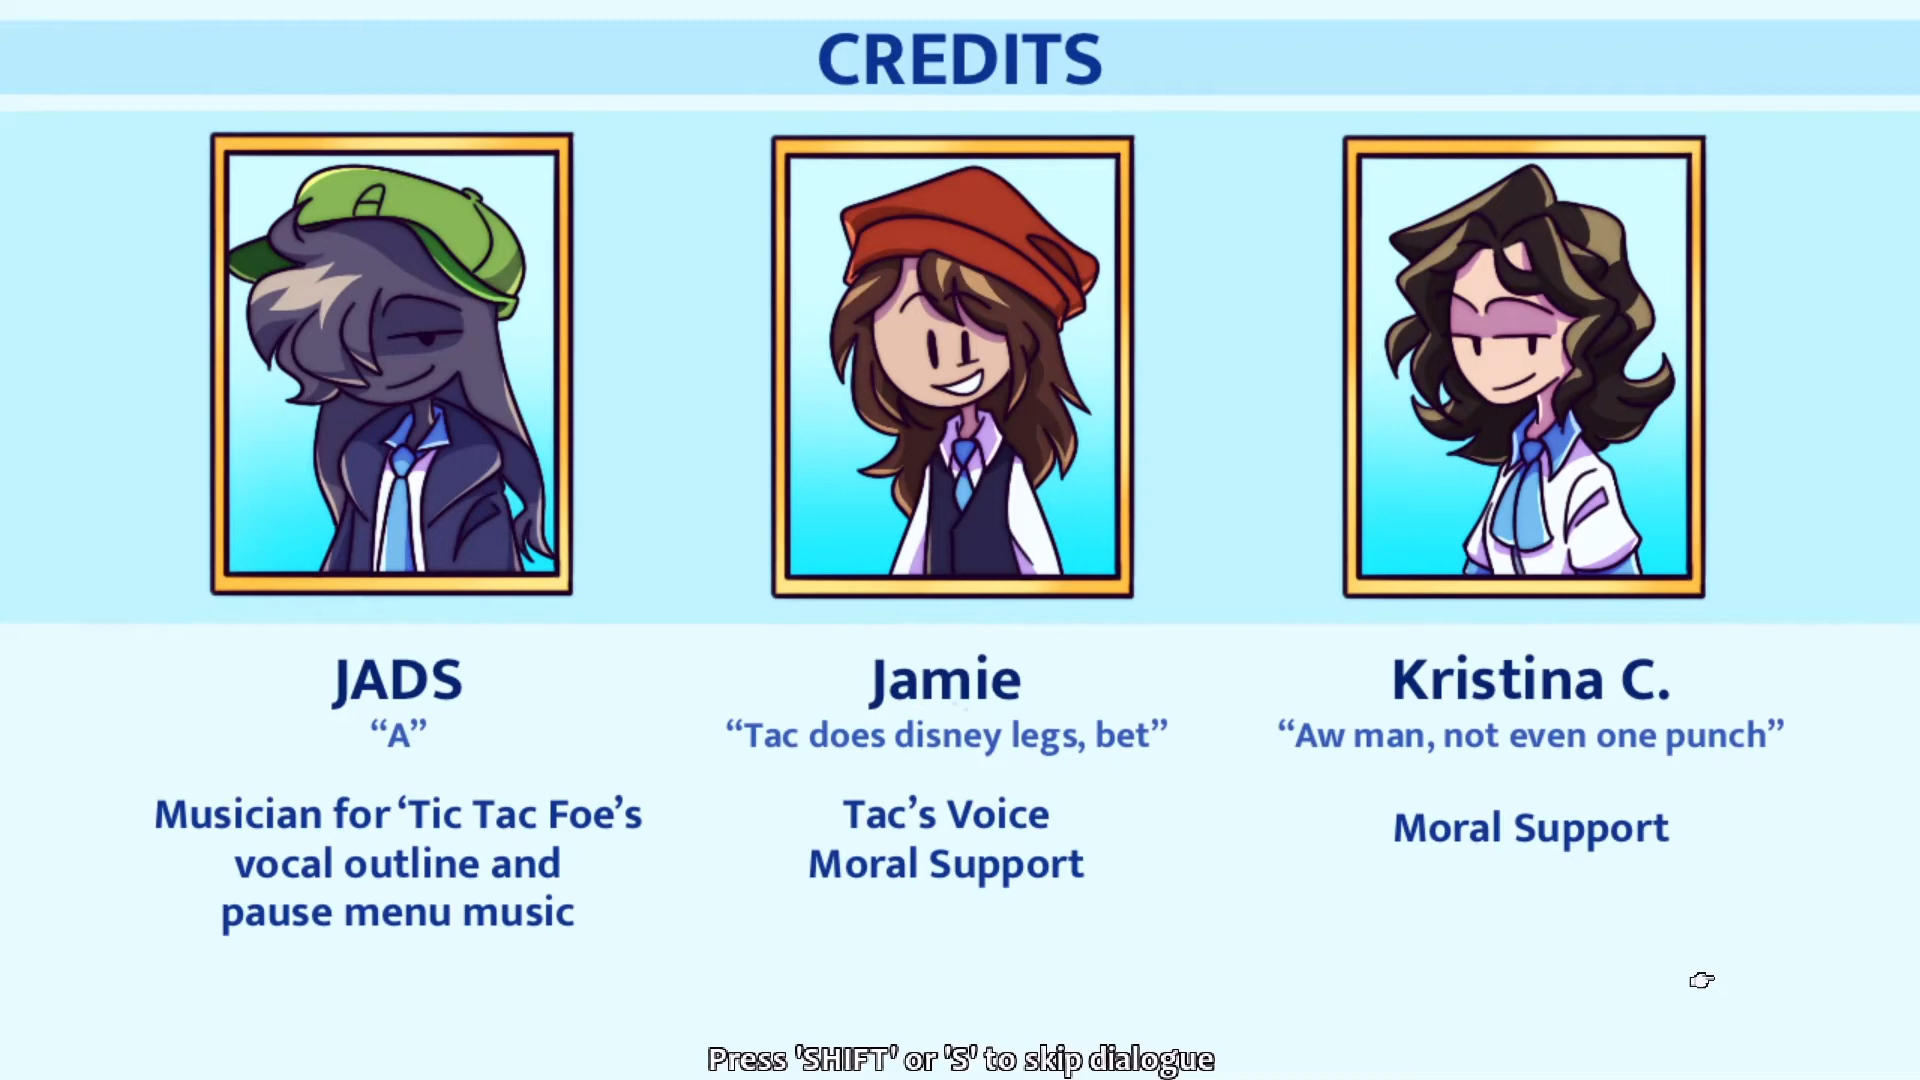 CREDITS
A
JADS
“A”
Musician for ‘Tic Tac Foe’s
vocal outline and
pause menu music
Jamie
“Tac does disney legs, bet”
Tac’s Voice
Moral Support
Kristina C.
“Aw man, not even one punch”
Moral Support
Press 'SHIFT' or 'S' to skip dialogue